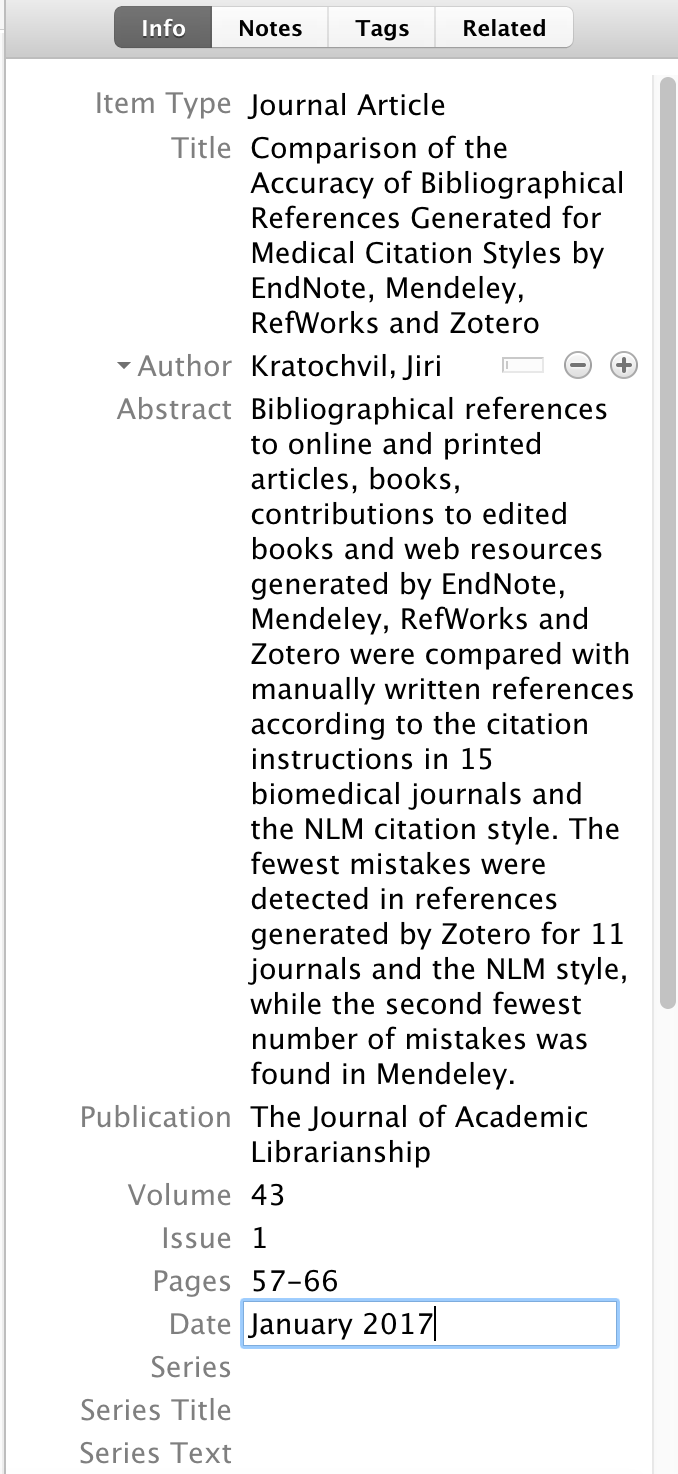 Info Notes Tags Related
Item Type Journal Article
Title Comparison of the
Accuracy of Bibliographical
References Generated for
Medical Citation Styles by
EndNote, Mendeley,
RefWorks and Zotero
Author Kratochvil, Jiri
Abstract Bibliographical references
to online and printed
articles, books,
contributions to edited
books and web resources
generated by EndNote,
Mendeley, RefWorks and
Zotero were compared with
manually written references
according to the citation
instructions in 15
biomedical journals and
the NLM citation style. The
fewest mistakes were
detected in references
generated by Zotero for 11
journals and the NLM style,
while the second fewest
number of mistakes was
found in Mendeley.
Publication The Journal of Academic
Librarianship
Volume 43
Issue 1
Pages 57–66
Date January 2017
Series
Series Title
Series Text